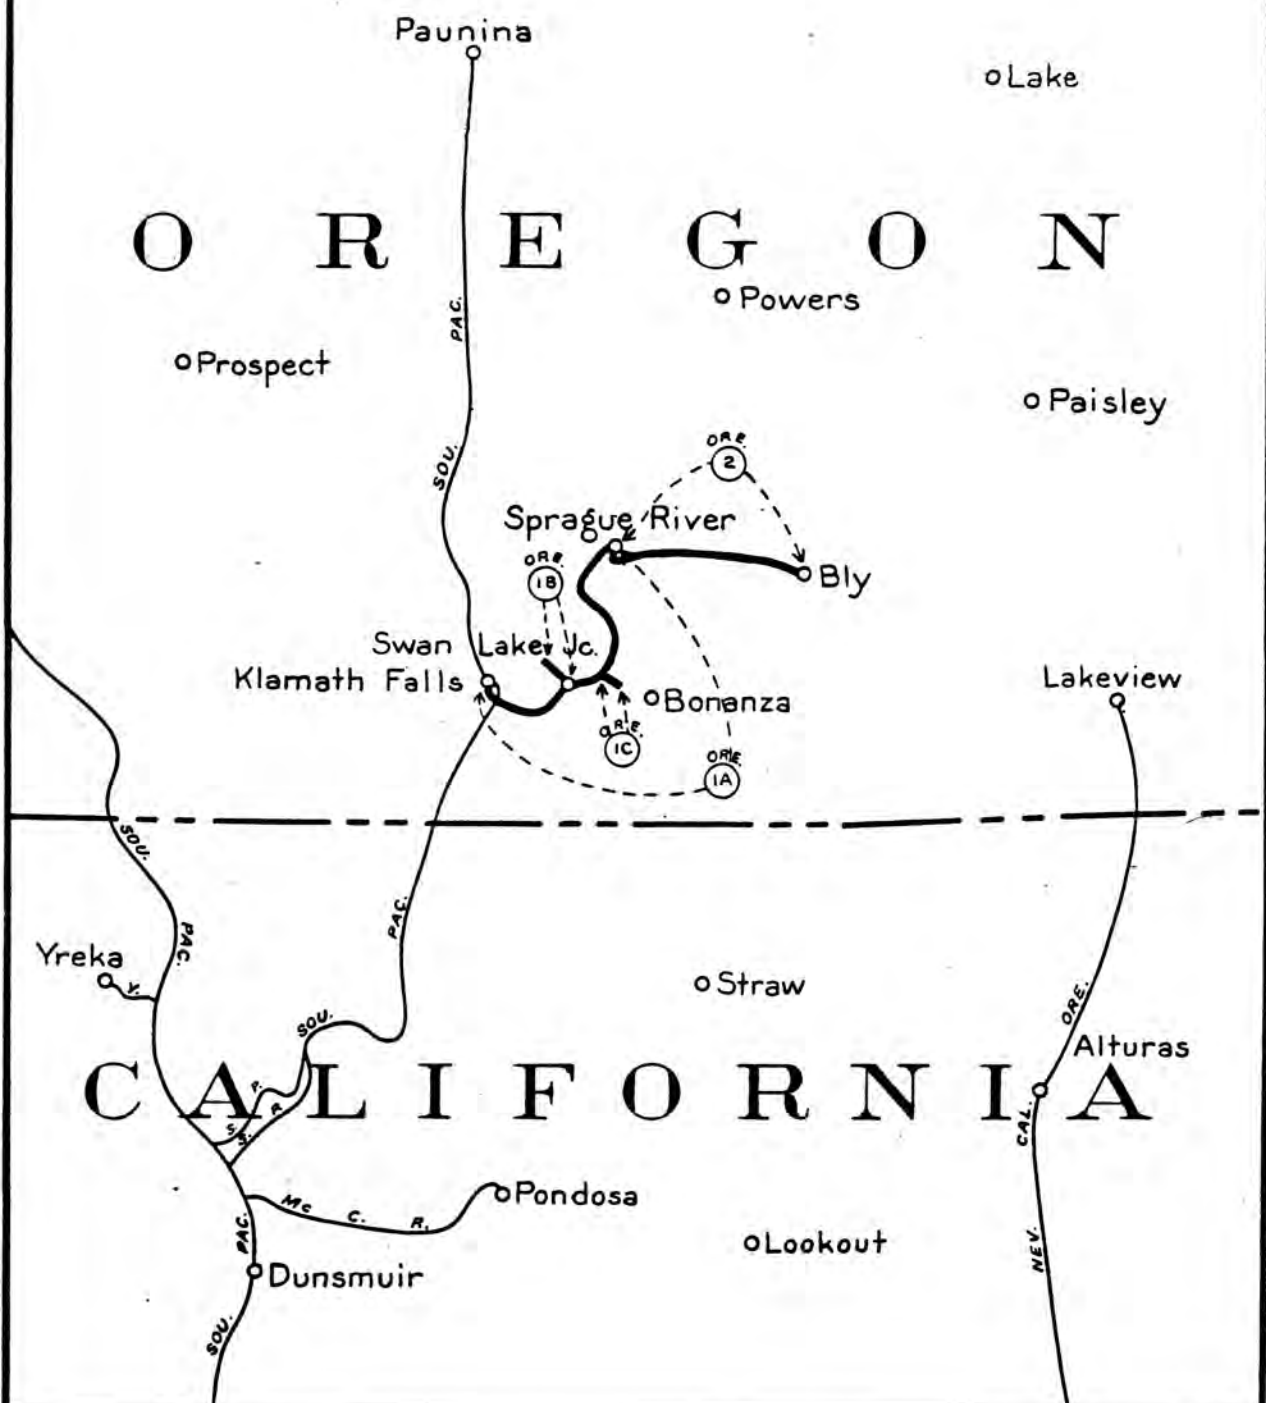 Paunina
Lake
OREGON
Powers
PAC.
Prospect
Paisley
ORE.
2
SOU.
Sprague River
ORE.
1B
Bly
Swan Lake Jc.
Klamath Falls
Bonanza
Lakeview
ORE.
1C
ORE.
1A
SOU.
PAC.
PAC.
Yreka
Y.
Straw
ORE.
SOU.
Alturas
CALIFORNIA
P.
R.
S.
S.
CAL.
Pondosa
Mc C. R.
PAC.
Lookout
NEV.
Dunsmuir
SOU.